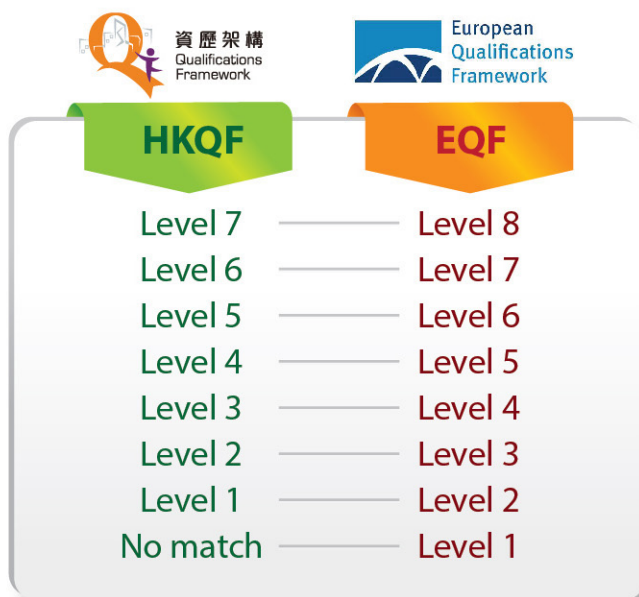 資歷架構
Qualifications
Framework
European
Qualifications
Framework
HKQF EQF
Level 7 Level 8
Level 6 Level 7
Level 5 Level 6
Level 4 Level 5
Level 3 Level 4
Level 2 Level 3
Level 1 Level 2
No match Level 1